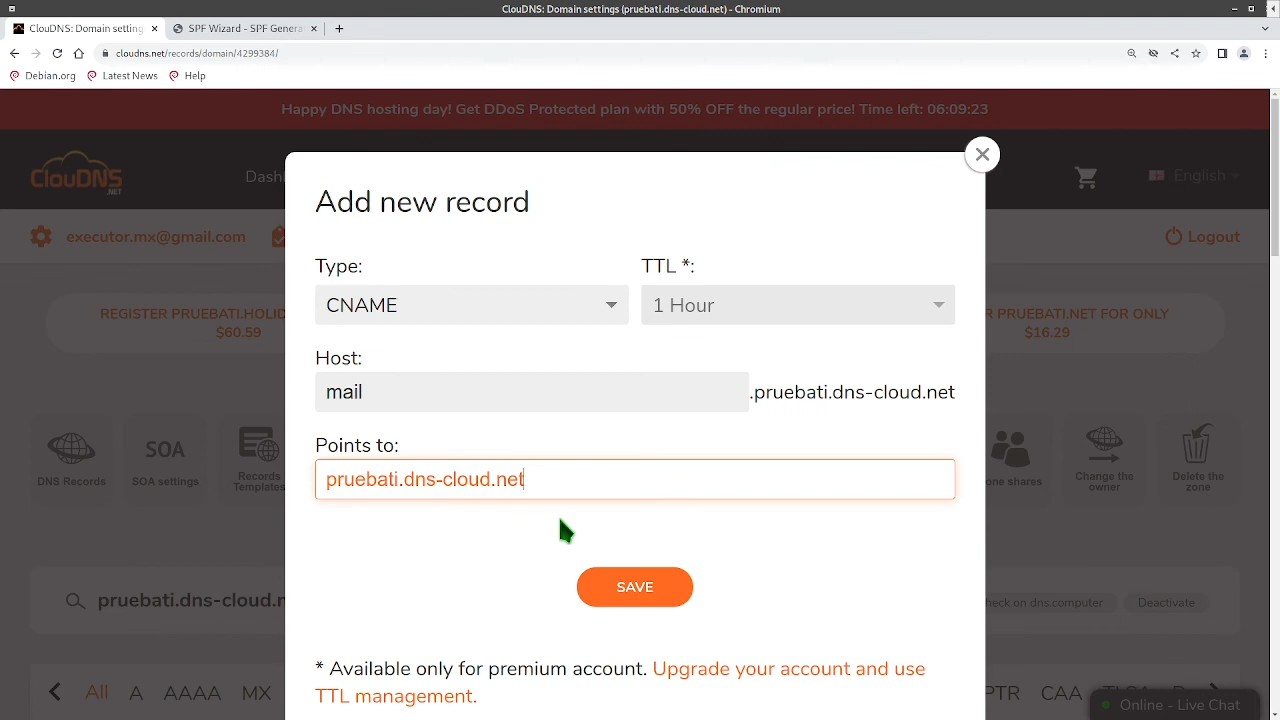 ClouDNS: Domain settings (pruebati.dns-cloud.net) - Chromium
ClouDNS: Domain setting
SPF Wizard - SPF Genera
cloudns.net/records/domain/4299384/
Debian.org
Latest News
Help
Happy DNS hosting day! Get DDoS Protected plan with 50% OFF the regular price! Time left: 06:09:23
ClouDNS
.NET
Dash
English
executor.mx@gmail.com
Logout
Add new record
Type:
TTL *:
CNAME
1 Hour
REGISTER PRUEBATI.HOLID
$60.59
PRUEBATI.NET FOR ONLY
$16.29
Host:
mail
.pruebati.dns-cloud.net
Points to:
pruebati.dns-cloud.net
DNS Records
SOA
SOA settings
Records
Templates
one shares
Change the
owner
Delete the
zone
SAVE
pruebati.dns-cloud.n
heck on dns.computer
Deactivate
* Available only for premium account. Upgrade your account and use
TTL management.
All
A
AAAA
MX
PTR
CAA
Online - Live Chat